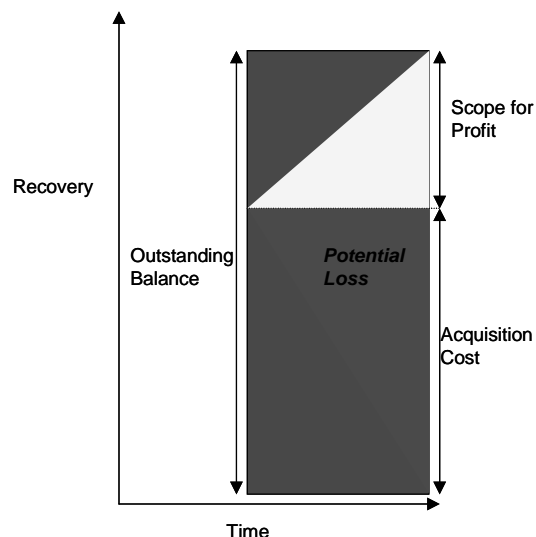 Scope for
Profit
Recovery
Outstanding
Balance
Potential
Loss
Acquisition
Cost
Time